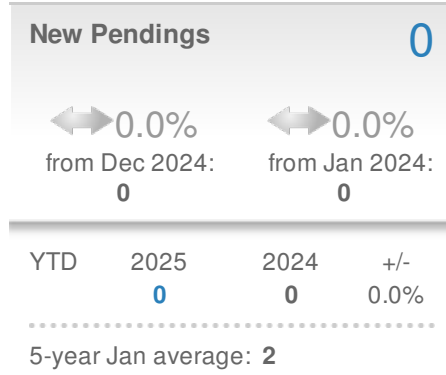 New Pendings 0
0.0% 0.0%
from Dec 2024: from Jan 2024:
0 0
YTD 2025 2024 +/-
0 0 0.0%
5-year Jan average: 2